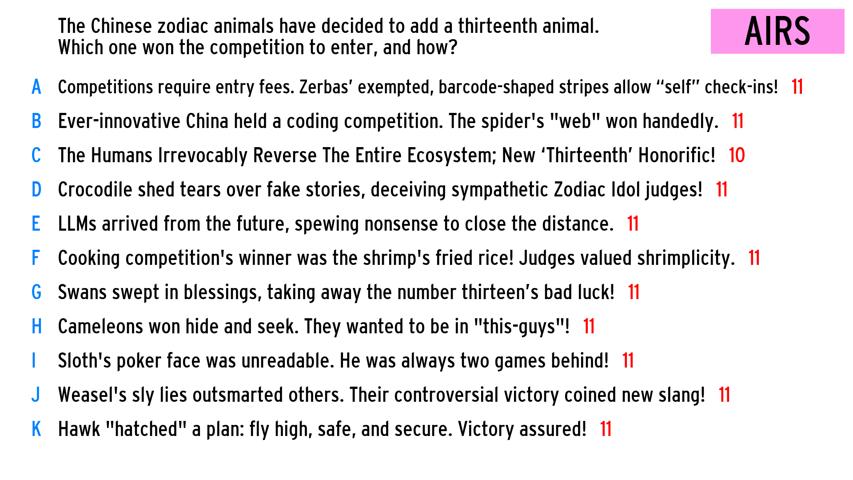 The Chinese zodiac animals have decided to add a thirteenth animal.
Which one won the competition to enter, and how?
AIRS
A Competitions require entry fees. Zerbas’ exempted, barcode-shaped stripes allow “self” check-ins! 11
B Ever-innovative China held a coding competition. The spider's "web" won handedly. 11
C The Humans Irrevocably Reverse The Entire Ecosystem; New ‘Thirteenth’ Honorific! 10
D Crocodile shed tears over fake stories, deceiving sympathetic Zodiac Idol judges! 11
E LLMs arrived from the future, spewing nonsense to close the distance. 11
F Cooking competition's winner was the shrimp's fried rice! Judges valued shrimplicity. 11
G Swans swept in blessings, taking away the number thirteen’s bad luck! 11
H Cameleons won hide and seek. They wanted to be in "this-guys"! 11
I Sloth's poker face was unreadable. He was always two games behind! 11
J Weasel's sly lies outsmarted others. Their controversial victory coined new slang! 11
K Hawk "hatched" a plan: fly high, safe, and secure. Victory assured! 11